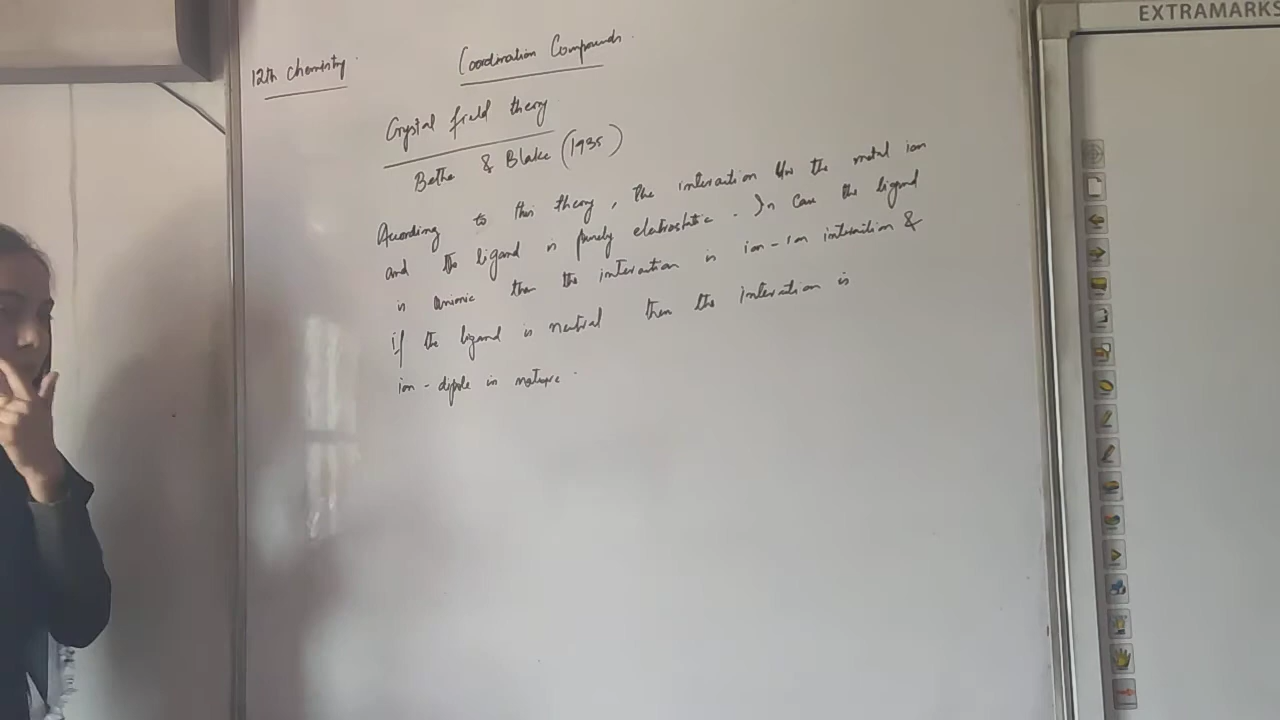 EXTRAMARKS
12th chemistry.
Coordination Compounds.
Crystal field theory
Bethe & Blake (1935)
According to this theory, the interaction b/w the metal ion
and the ligand is purely electrostatic. In case the ligand
is anionic then the interaction is ion-ion interaction &
if the ligand is neutral then the interation is
ion-dipole in nature.